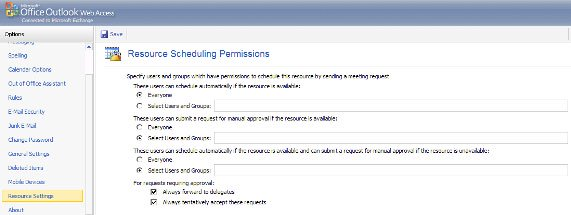 Microsoft
Office Outlook Web Access
Connected to Microsoft Exchange
Options
Save
Messaging
Spelling
Calendar Options
Out of Office Assistant
Rules
E-Mail Security
Junk E-Mail
Change Password
General Settings
Deleted Items
Mobile Devices
Resource Settings
About
Resource Scheduling Permissions
Specify users and groups which have permissions to schedule this resource by sending a meeting request
These users can schedule automatically if the resource is available:
Everyone
Select Users and Groups:
These users can submit a request for manual approval if the resource is available:
Everyone
Select Users and Groups:
These users can schedule automatically if the resource is available and can submit a request for manual approval if the resource is unavailable:
Everyone
Select Users and Groups:
For requests requiring approval:
Always forward to delegates
Always tentatively accept these requests